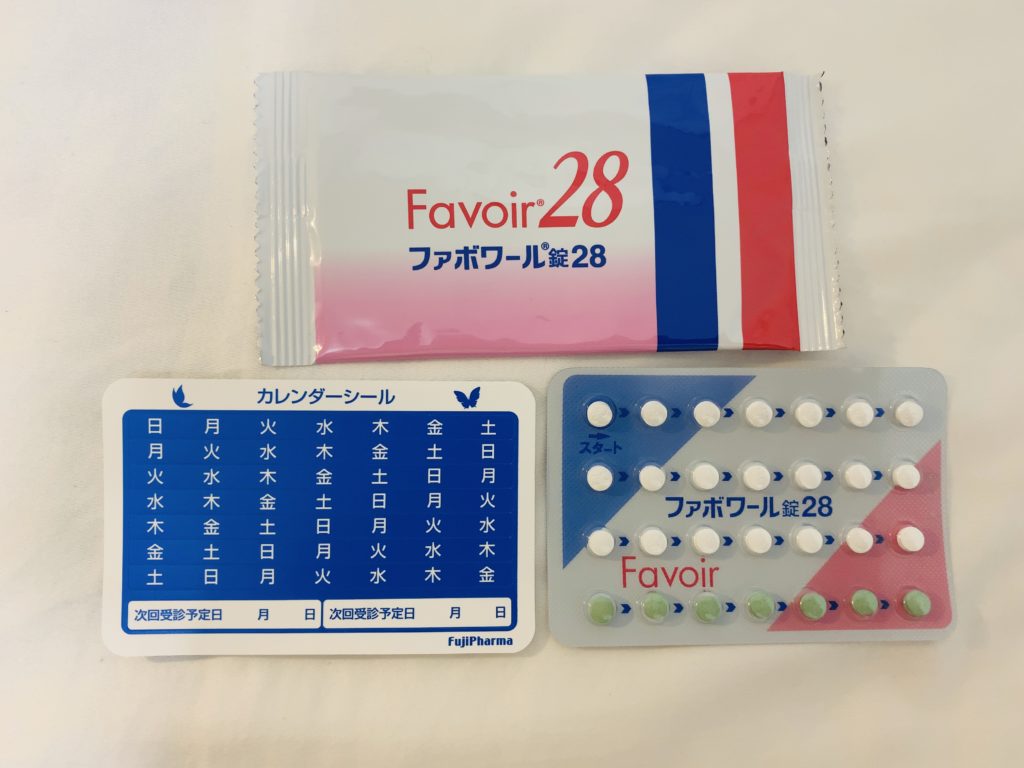 Favoir®28
ファボワール®錠28
カレンダーシール
日 月 火 水 木 金 土
月 火 水 木 金 土 日
火 水 木 金 土 日 月
水 木 金 土 日 月 火
木 金 土 日 月 火 水
金 土 日 月 火 水 木
土 日 月 火 水 木 金
次回受診予定日 月 日 次回受診予定日 月 日
FujiPharma
スタート
ファボワール錠28
Favoir